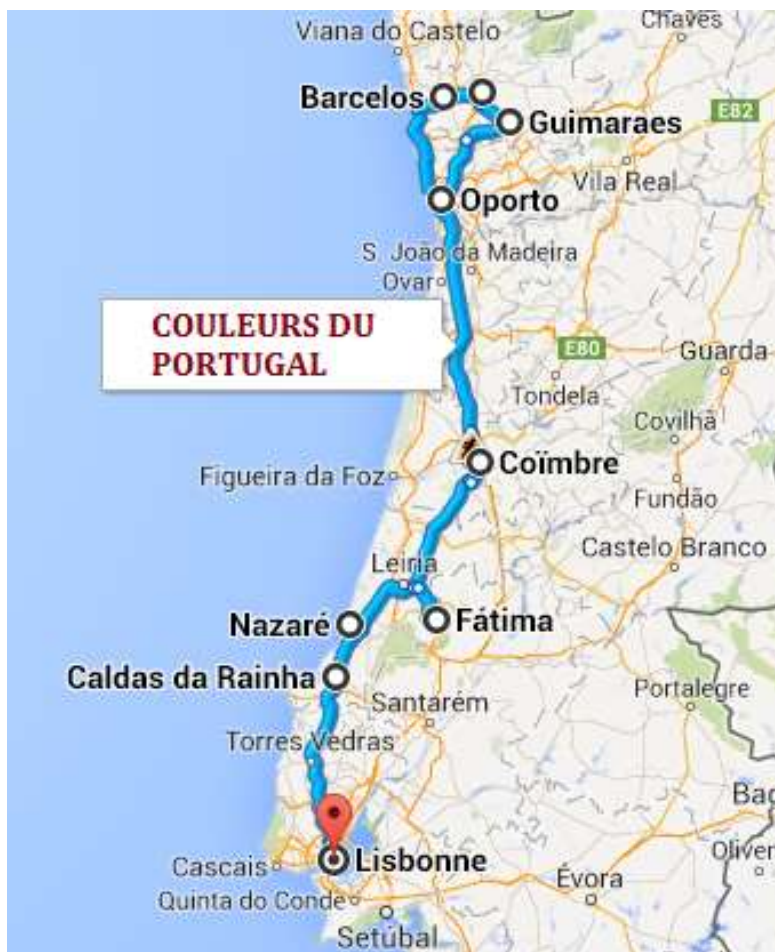 Viana do Castelo
Chaves
Barcelos
E82
Guimaraes
Vila Real
Oporto
S. João da Madeira
Ovar
COULEURS DU
PORTUGAL
E80
Guarda
Tondela
Covilhã
Coïmbre
Figueira da Foz
Fundão
Castelo Branco
Leiria
Nazaré
Fátima
Caldas da Rainha
Portalegre
Santarém
Torres Vedras
Bad
Lisbonne
Oliver
Cascais
Évora
Quinta do Conde
Setúbal